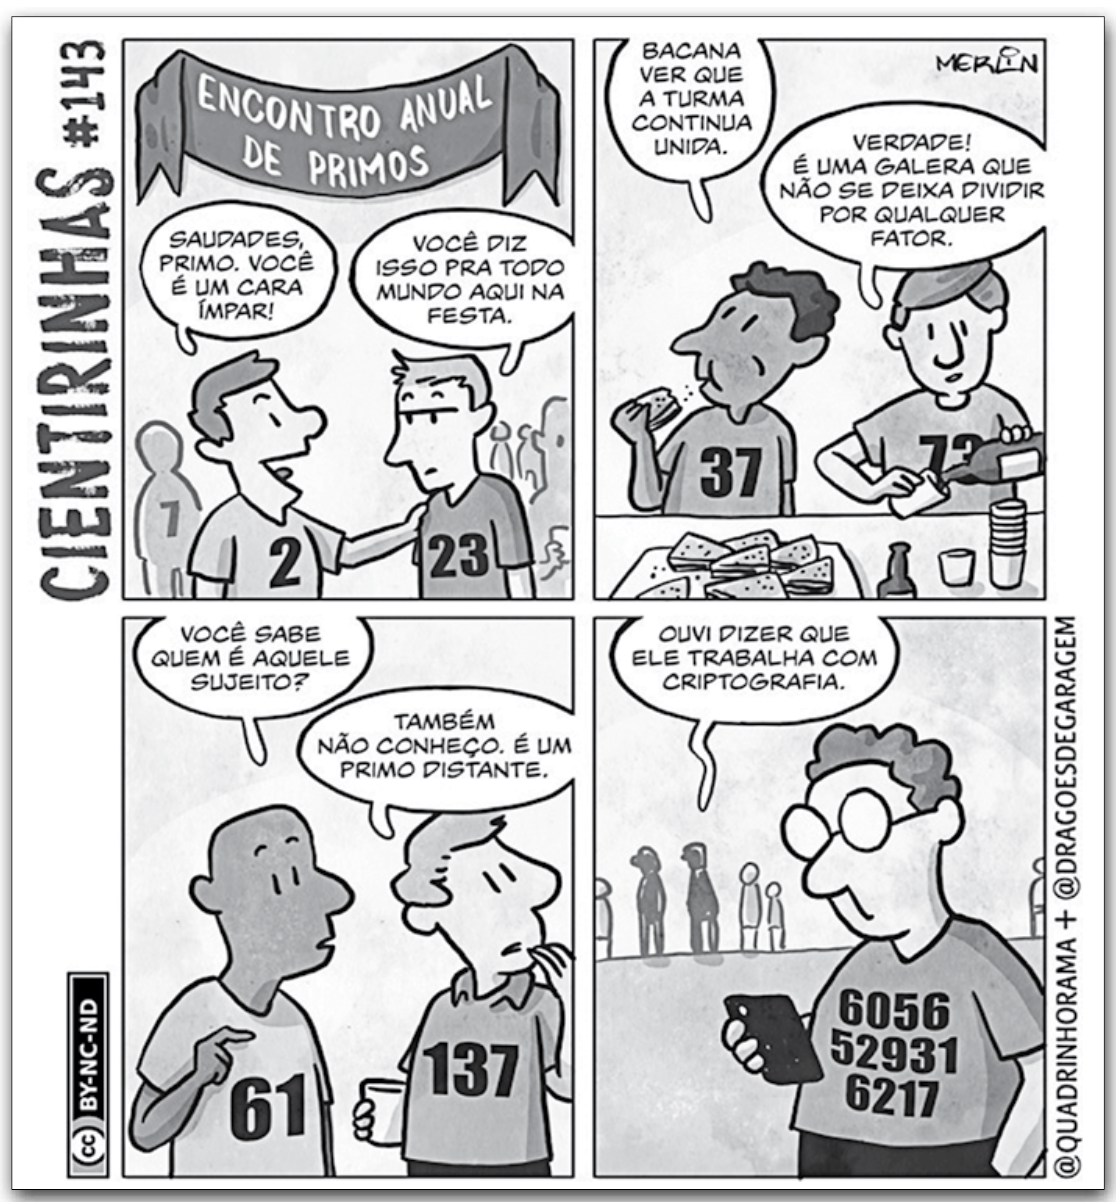 CIENTIRINHAS #143
ENCONTRO ANUAL
DE PRIMOS
SAUDADES,
PRIMO. VOCÊ
É UM CARA
ÍMPAR!
VOCÊ DIZ
ISSO PRA TODO
MUNDO AQUI NA
FESTA.
7
2
23
MERLIN
BACANA
VER QUE
A TURMA
CONTINUA
UNIDA.
VERDADE!
É UMA GALERA QUE
NÃO SE DEIXA DIVIDIR
POR QUALQUER
FATOR.
37
73
VOCÊ SABE
QUEM É AQUELE
SUJEITO?
TAMBÉM
NÃO CONHEÇO. É UM
PRIMO DISTANTE.
61
137
OUVI DIZER QUE
ELE TRABALHA COM
CRIPTOGRAFIA.
6056
52931
6217
cc BY-NC-ND
@QUADRINHORAMA + @DRAGOESDEGARAGEM